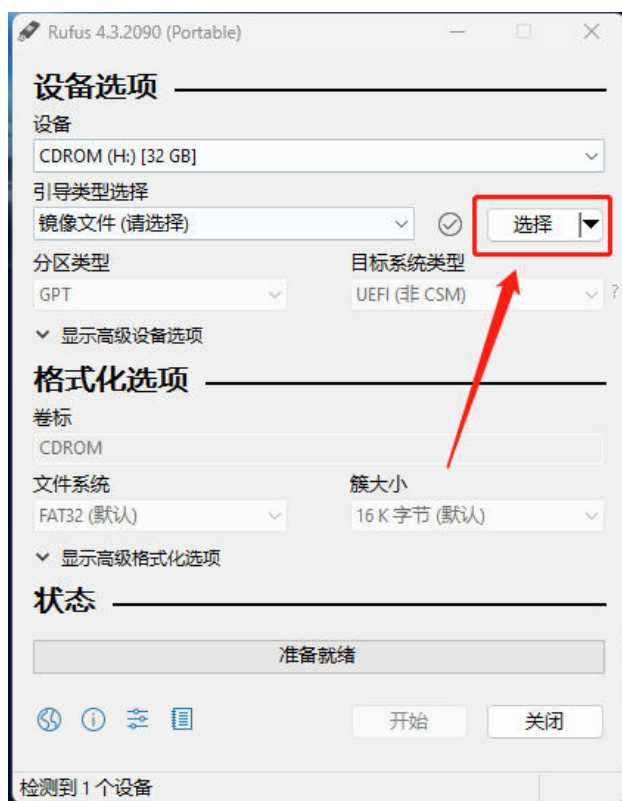 Rufus 4.3.2090 (Portable)
设备选项
设备
CDROM (H:) [32 GB]
引导类型选择
镜像文件 (请选择)
选择
分区类型 目标系统类型
GPT UEFI (非 CSM) ?
显示高级设备选项
格式化选项
卷标
CDROM
文件系统 簇大小
FAT32 (默认) 16 K 字节 (默认)
显示高级格式化选项
状态
准备就绪
开始 关闭
检测到 1 个设备